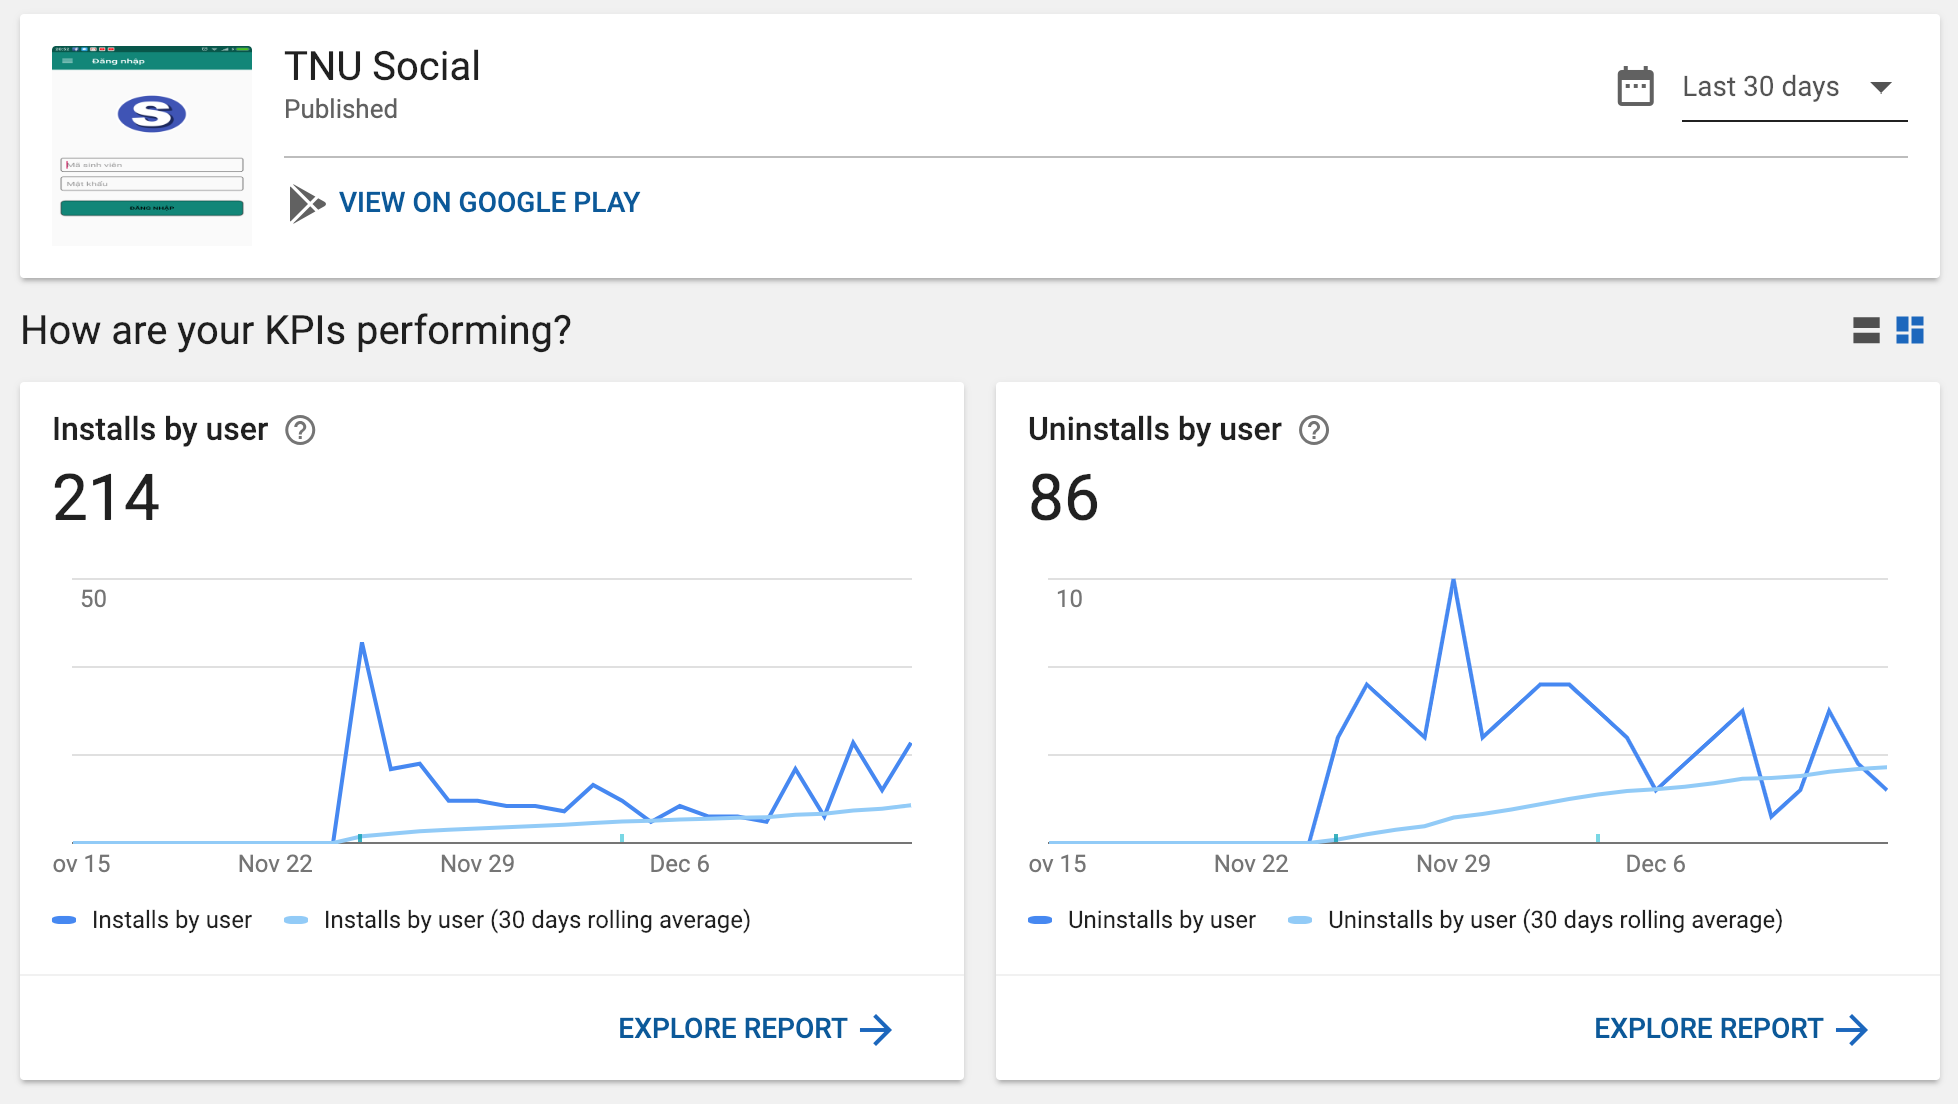 Đăng nhập
S
Mã sinh viên
Mật khẩu
ĐĂNG NHẬP
TNU Social
Published
Last 30 days
VIEW ON GOOGLE PLAY
How are your KPIs performing?
Installs by user ?
214
50
ov 15 Nov 22 Nov 29 Dec 6
Installs by user Installs by user (30 days rolling average)
EXPLORE REPORT
Uninstalls by user ?
86
10
ov 15 Nov 22 Nov 29 Dec 6
Uninstalls by user Uninstalls by user (30 days rolling average)
EXPLORE REPORT